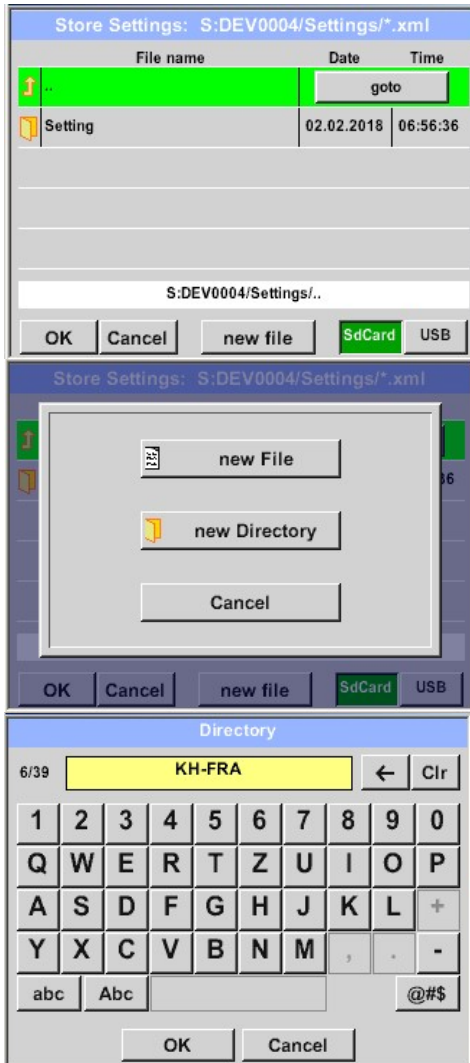 Store Settings: S:DEV0004/Settings/*.xml
File name Date Time
.. goto
Setting 02.02.2018 06:56:36
S:DEV0004/Settings/..
OK Cancel new file SdCard USB
Store Settings: S:DEV0004/Settings/*.xml
new File
36
new Directory
Cancel
OK Cancel new file SdCard USB
Directory
6/39 KH-FRA ← Clr
1 2 3 4 5 6 7 8 9 0
Q W E R T Z U I O P
A S D F G H J K L +
Y X C V B N M , . -
abc Abc @#$
OK Cancel